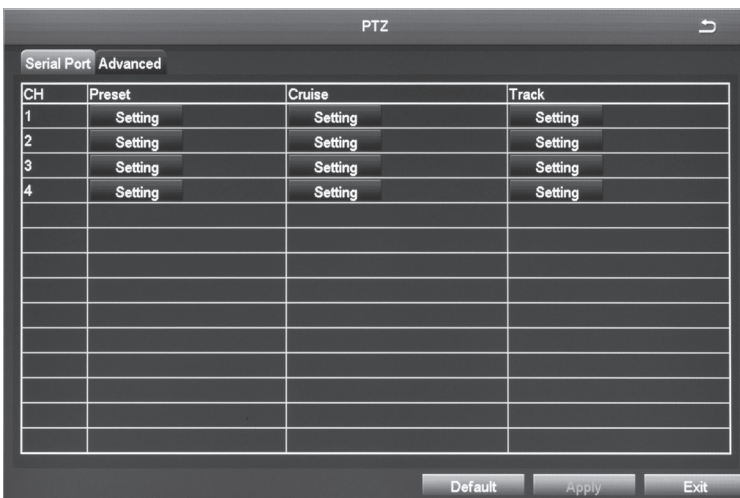 PTZ
Serial Port Advanced
CH Preset Cruise Track
1 Setting Setting Setting
2 Setting Setting Setting
3 Setting Setting Setting
4 Setting Setting Setting
Default Apply Exit